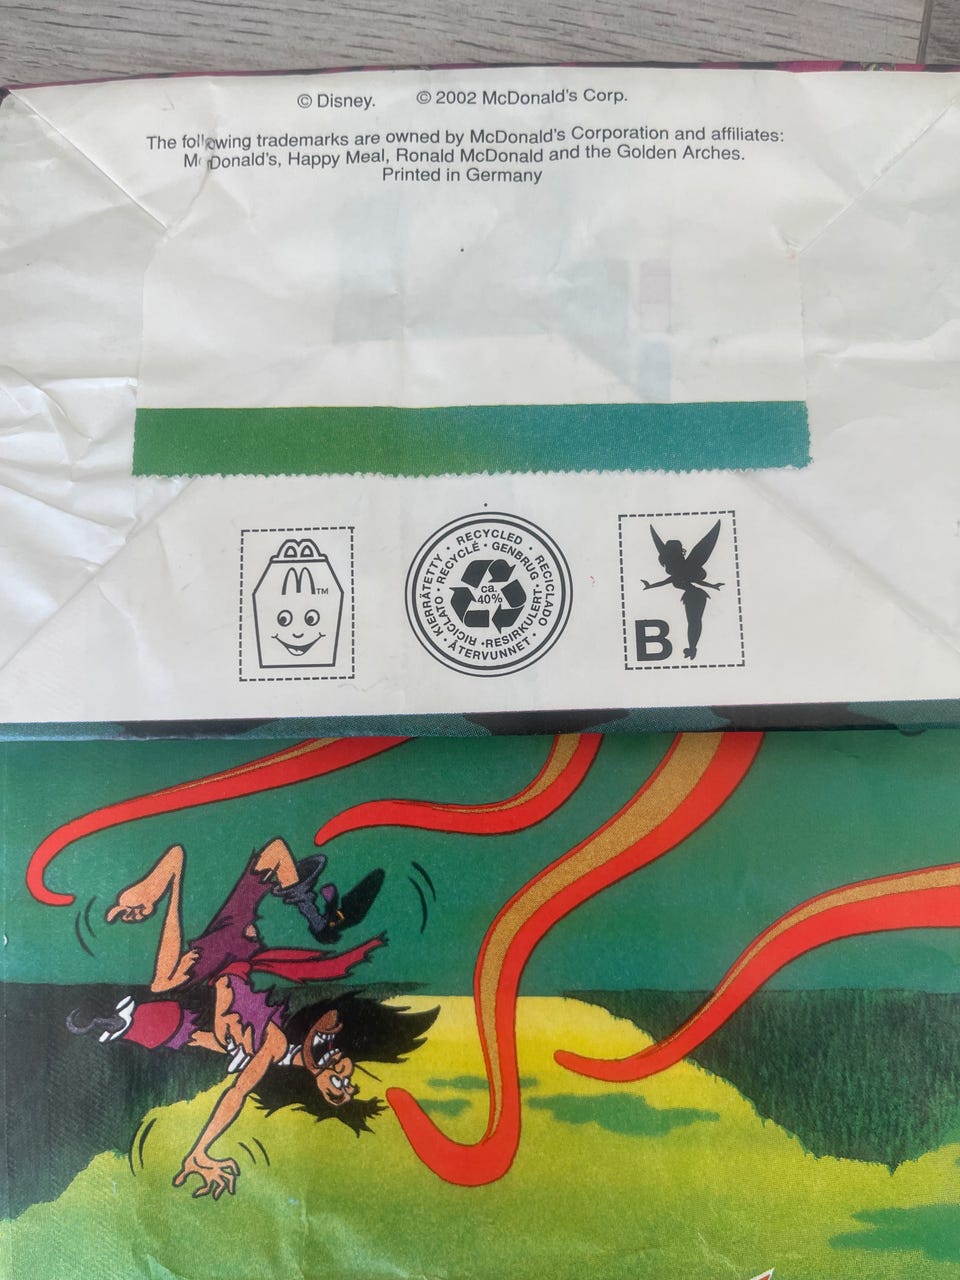 © Disney. © 2002 McDonald's Corp.
The following trademarks are owned by McDonald's Corporation and affiliates:
McDonald's, Happy Meal, Ronald McDonald and the Golden Arches.
Printed in Germany
M™
RECYCLED · RECICLADO · RESIRKULERT · ÅTERVUNNET · RICICLATO · KIERRÄTETTY · RECYCLÉ · GENBRUG
ca.
40%
B